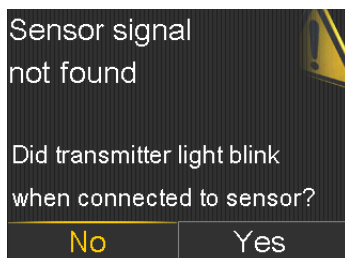 Sensor signal
not found
Did transmitter light blink
when connected to sensor?
No Yes